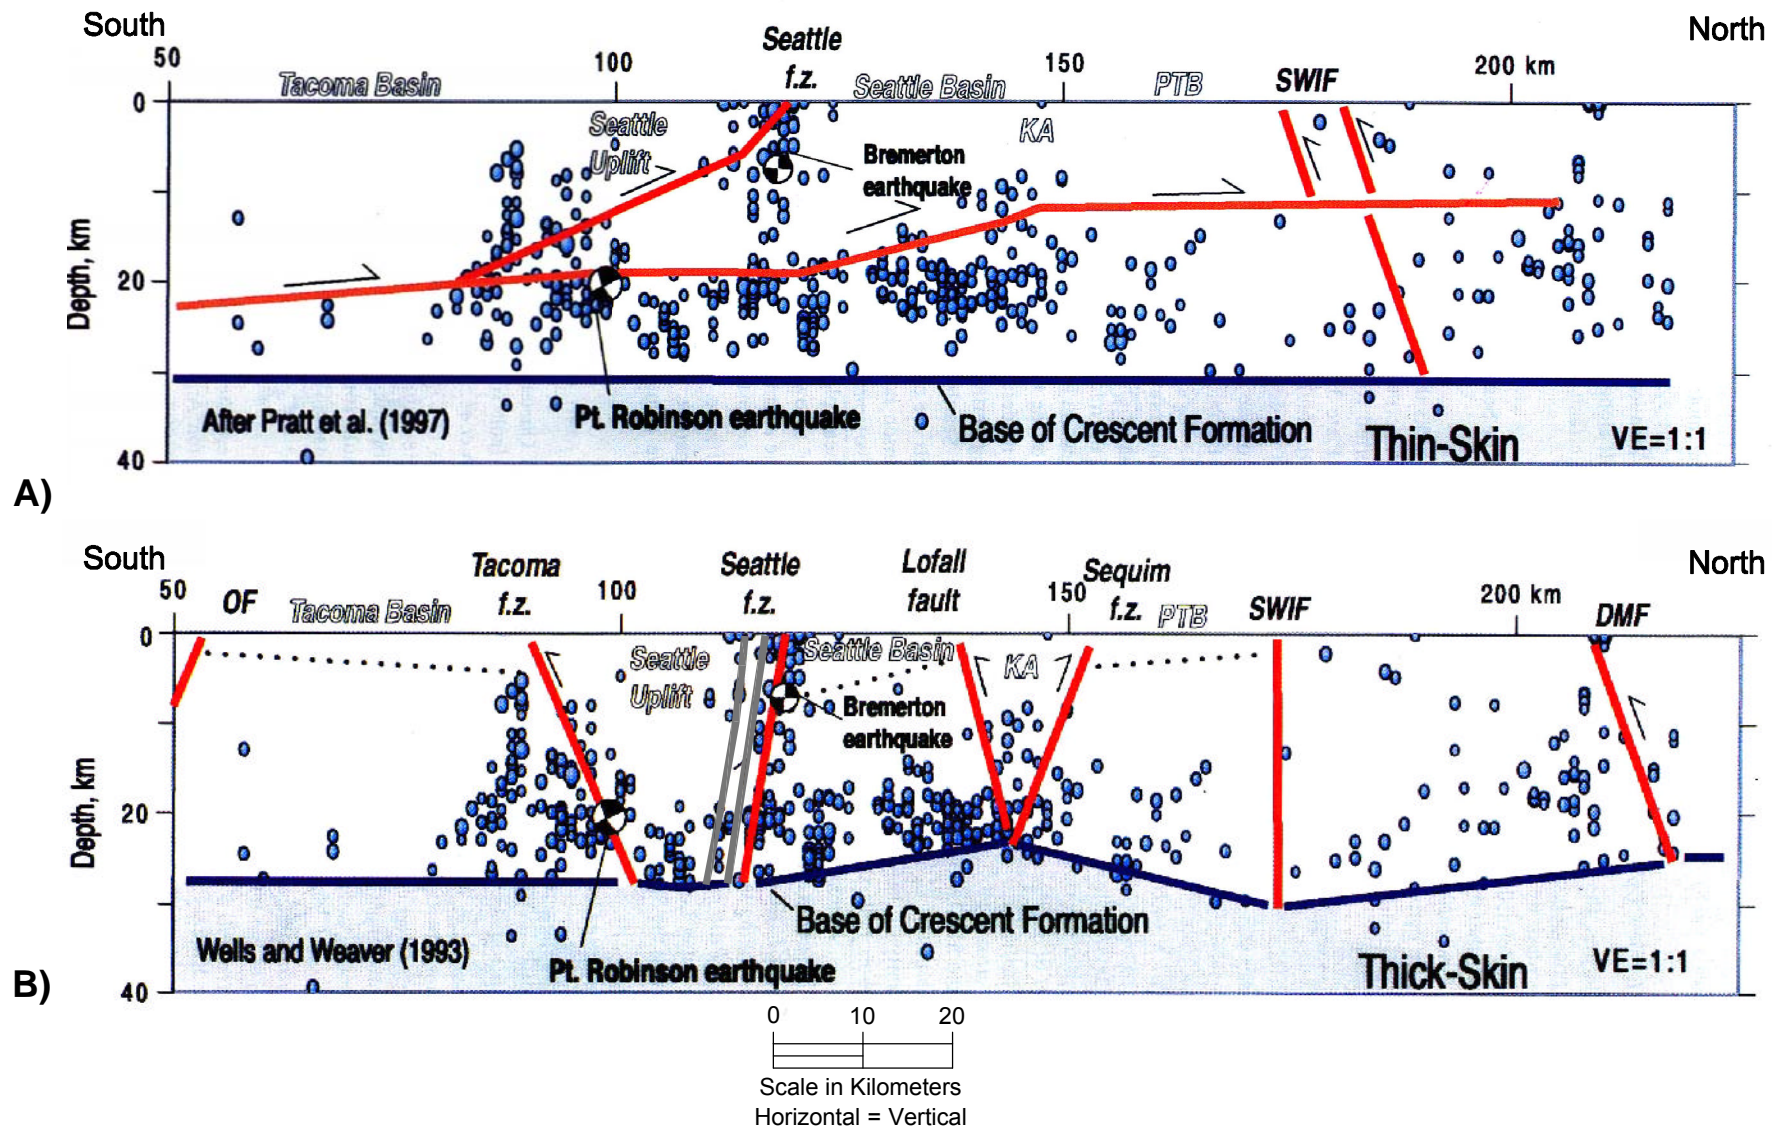 South
North
Seattle
f.z.
50
100
150
200 km
Tacoma Basin
Seattle Basin
PTB
SWIF
0
Seattle
Uplift
KA
Bremerton
earthquake
Depth, km
20
After Pratt et al. (1997)
Pt. Robinson earthquake
Base of Crescent Formation
Thin-Skin
VE=1:1
40
A)
South
North
Tacoma
f.z.
Seattle
f.z.
Lofall
fault
Sequim
f.z.
50
OF
Tacoma Basin
100
150
PTB
SWIF
200 km
DMF
0
Seattle
Uplift
Seattle Basin
KA
Bremerton
earthquake
Depth, km
20
Base of Crescent Formation
Wells and Weaver (1993)
Pt. Robinson earthquake
Thick-Skin
VE=1:1
B)
40
0 10 20
Scale in Kilometers
Horizontal = Vertical